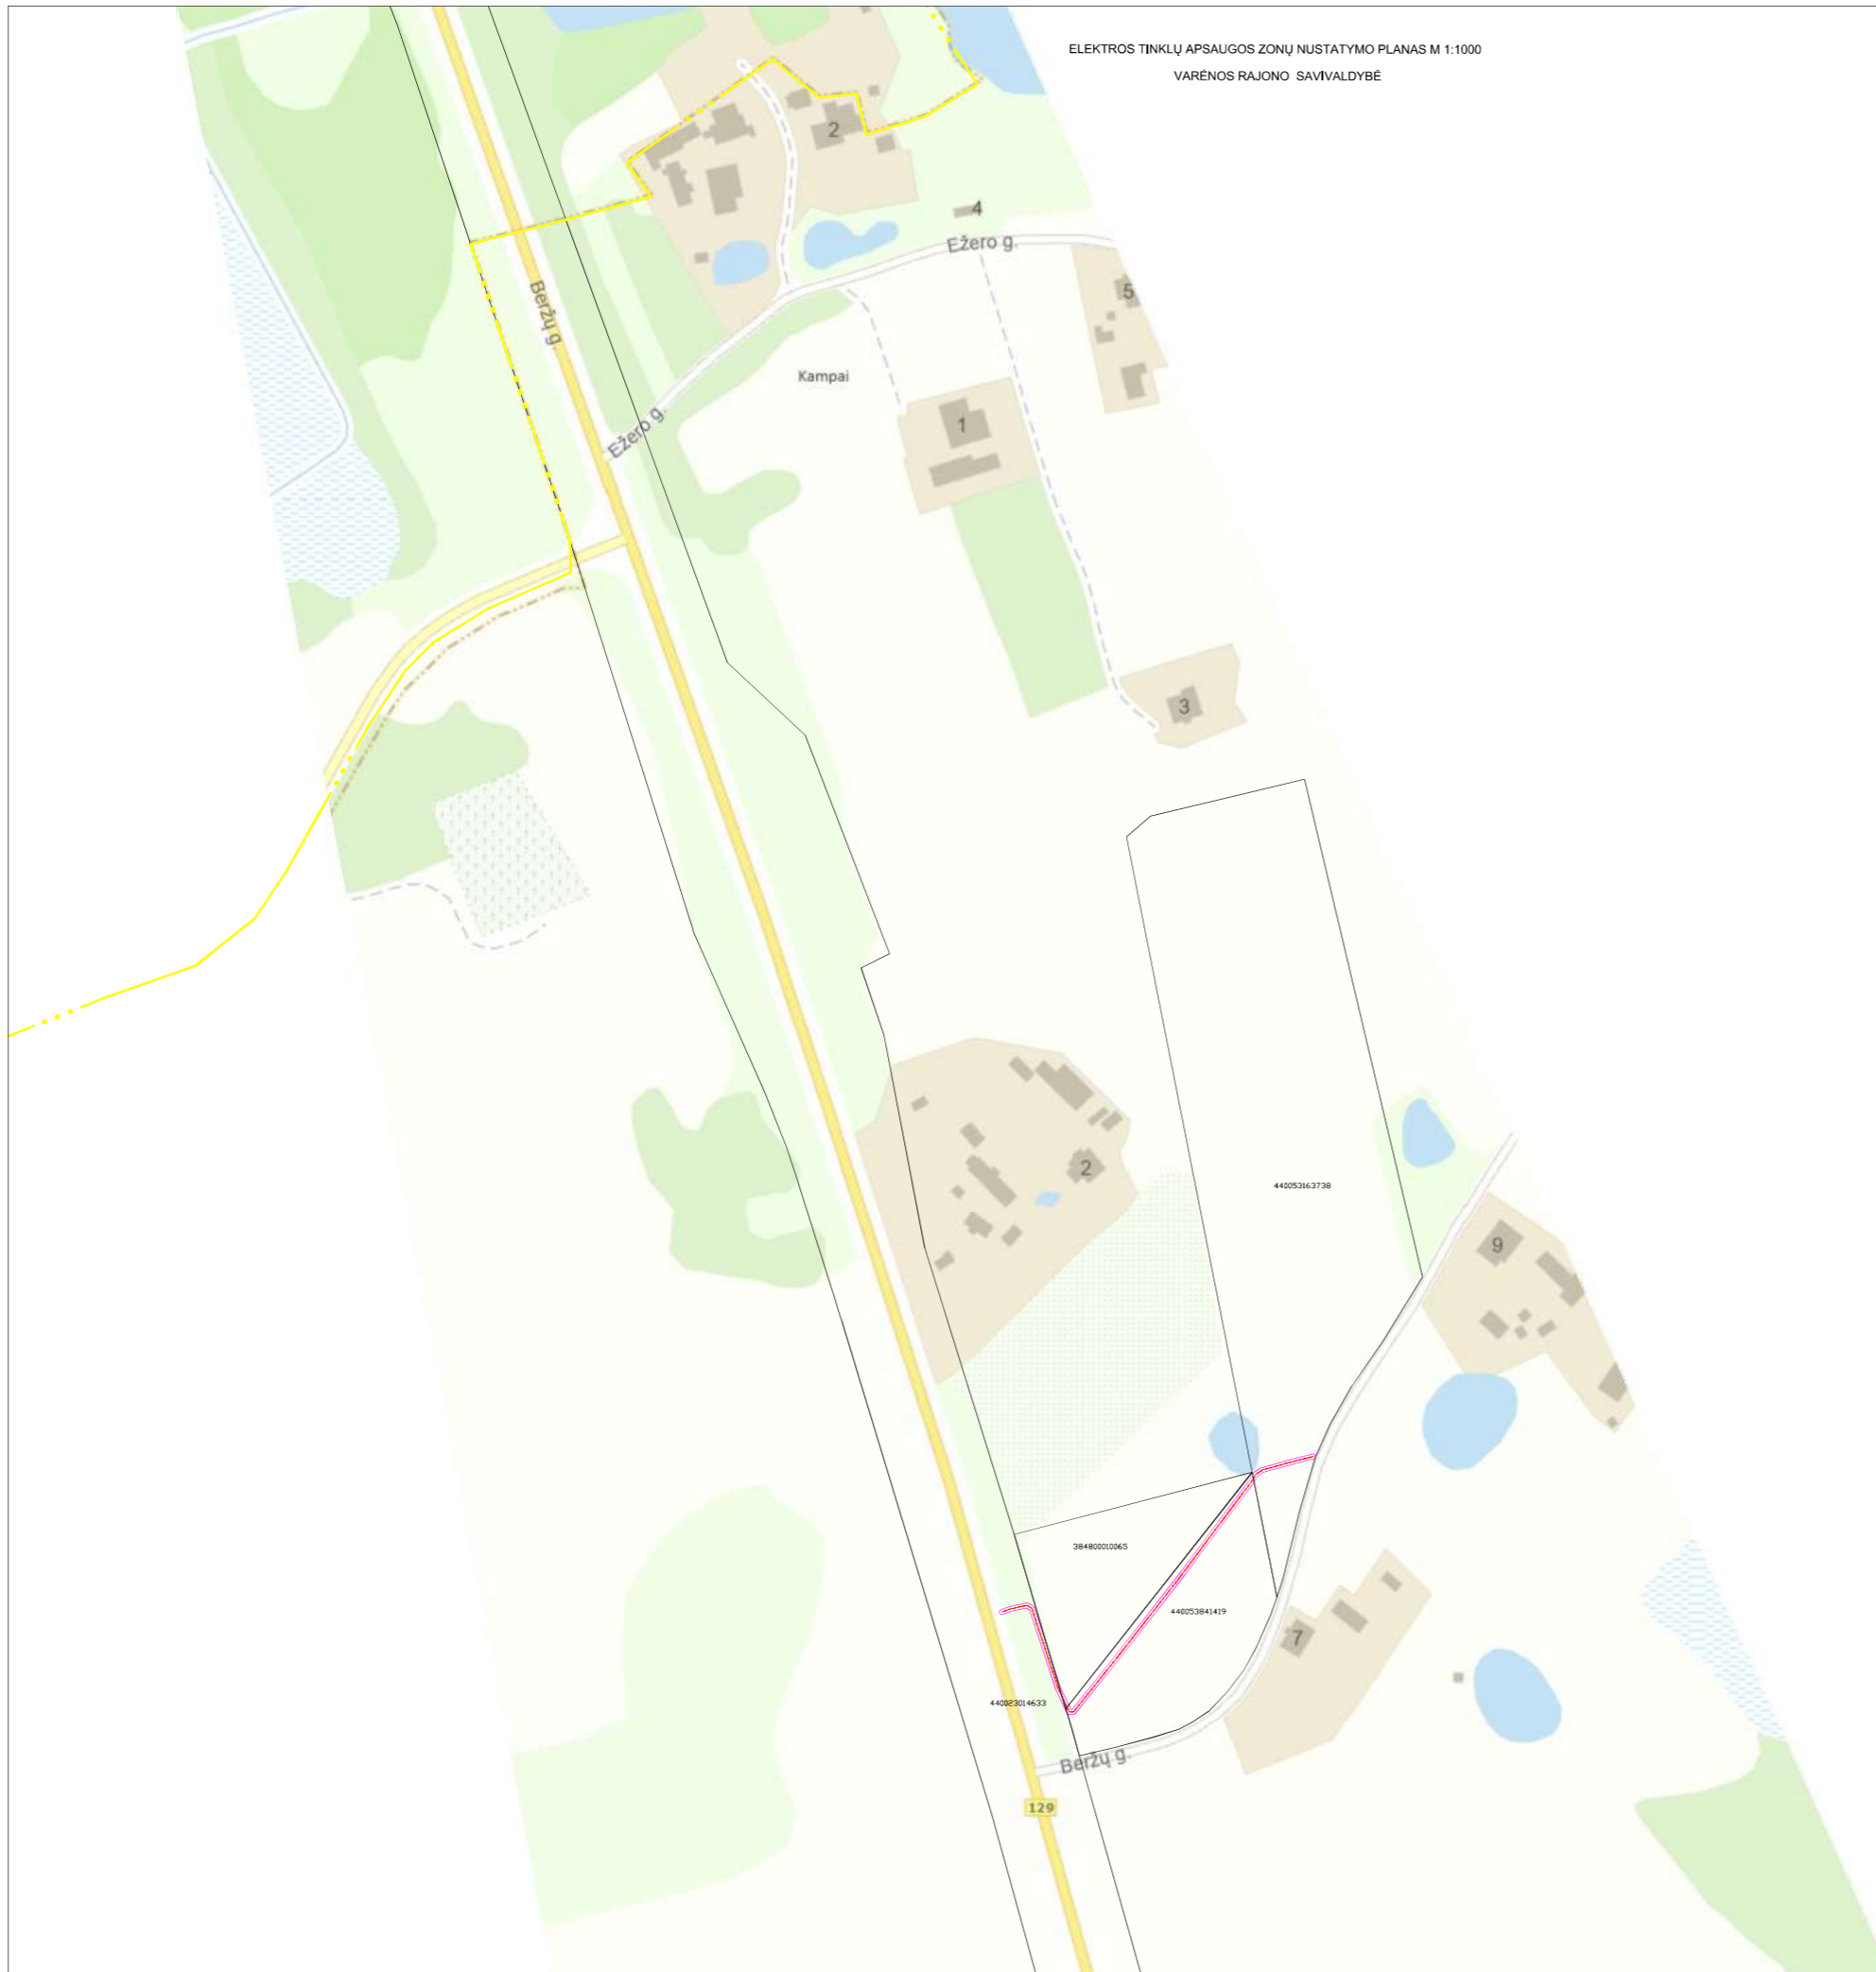 ELEKTROS TINKLŲ APSAUGOS ZONŲ NUSTATYMO PLANAS M 1:1000
VARĖNOS RAJONO SAVIVALDYBĖ
2
4
Ežero g.
5
Beržų g.
Kampai
Ežero g.
1
3
2
440053163738
9
384800010065
440053841419
7
440023014633
Beržų g.
129